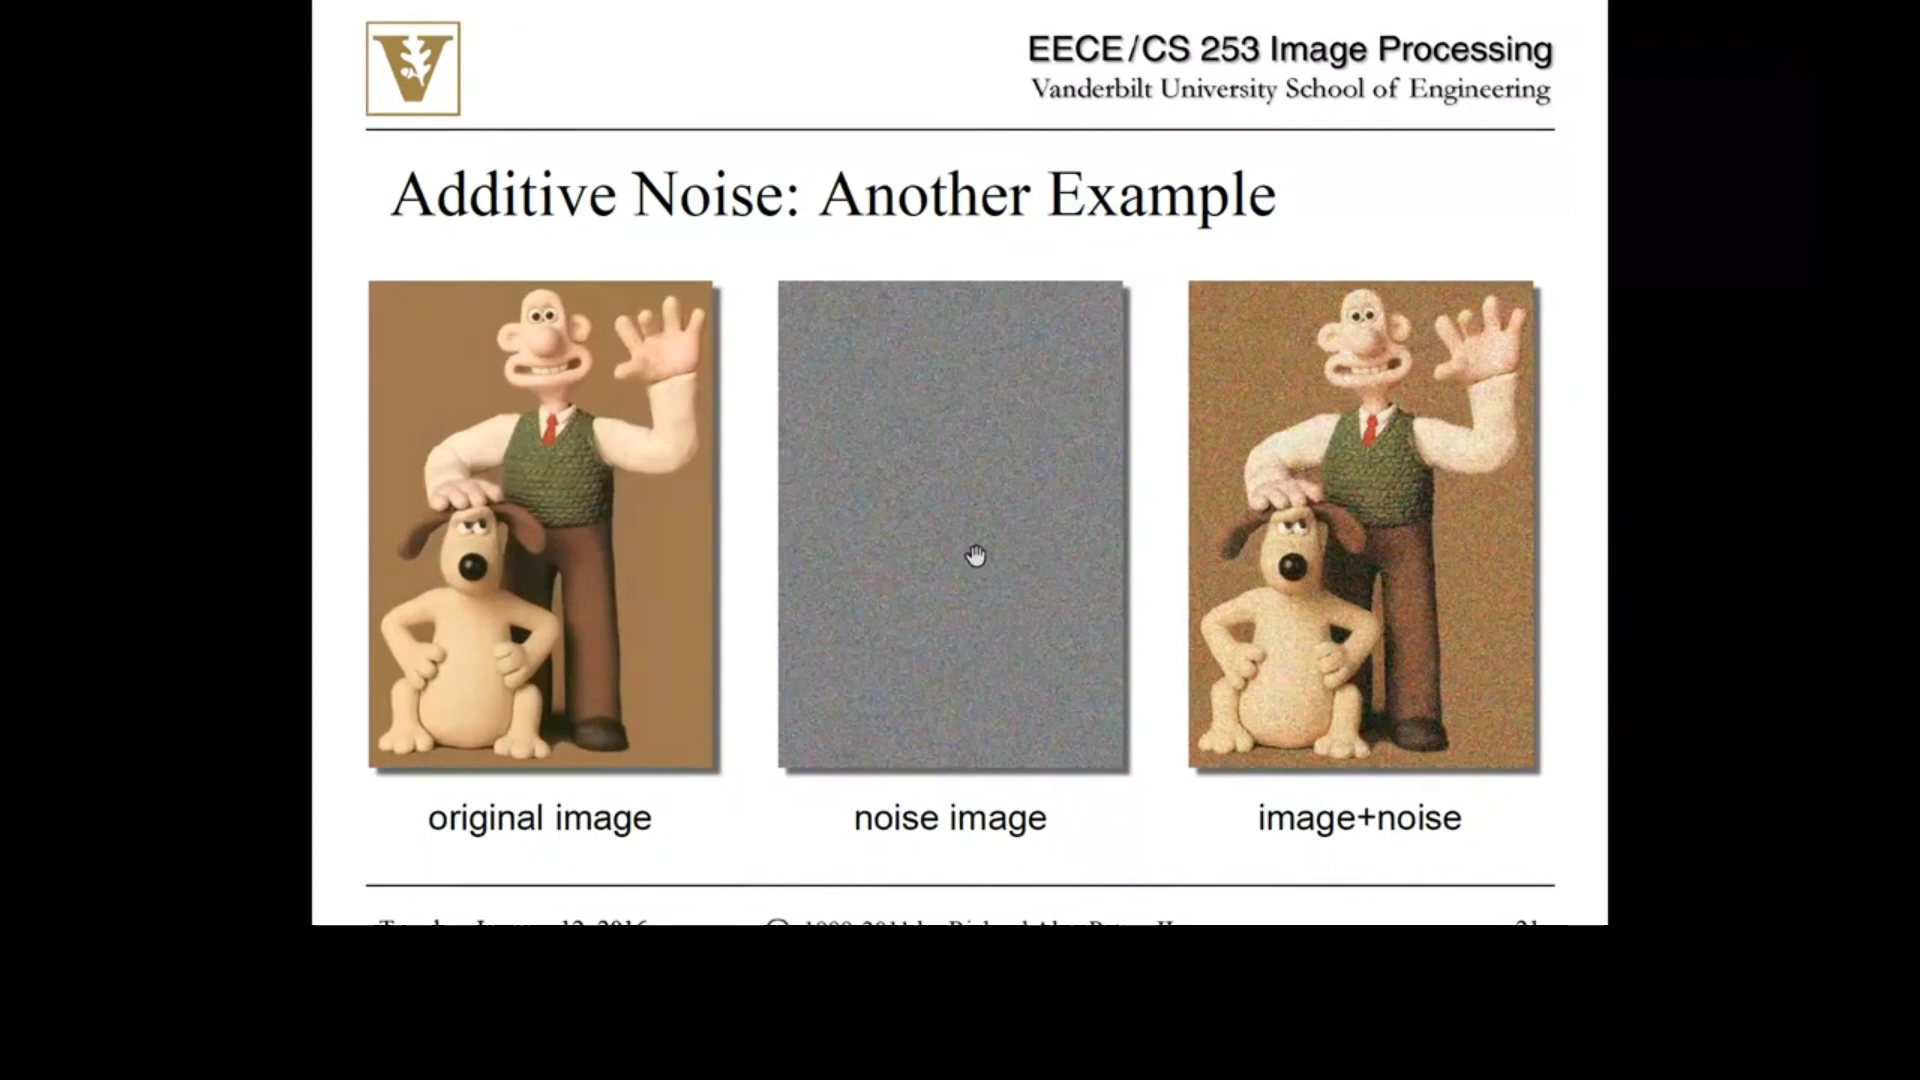 V
EECE/CS 253 Image Processing
Vanderbilt University School of Engineering
Additive Noise: Another Example
original image
noise image
image+noise